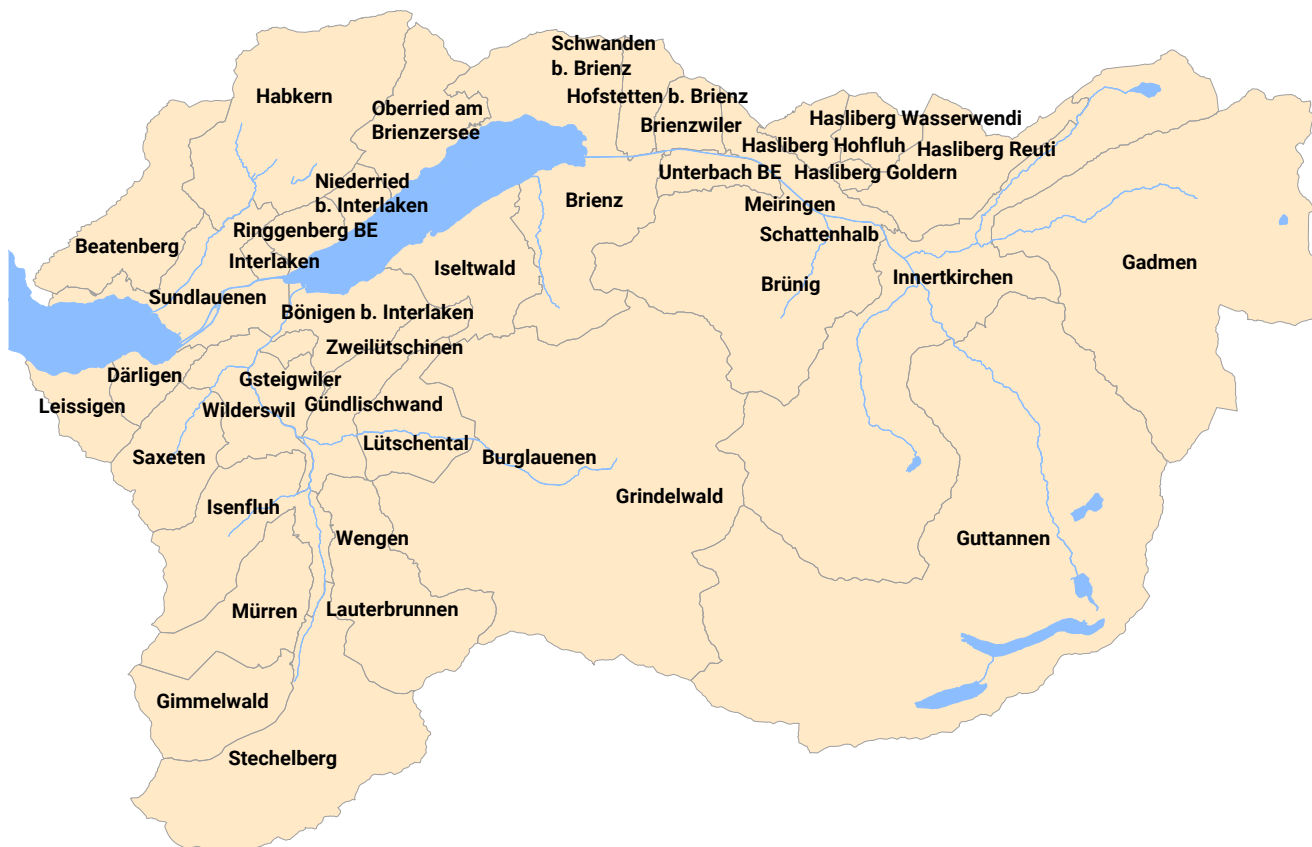 Schwanden
b. Brienz
Habkern
Hofstetten b. Brienz
Oberried am
Brienzersee
Brienzwiler
Hasliberg Wasserwendi
Hasliberg Hohfluh
Hasliberg Reuti
Unterbach BE
Hasliberg Goldern
Niederried
b. Interlaken
Brienz
Meiringen
Ringgenberg BE
Schattenhalb
Beatenberg
Interlaken
Iseltwald
Gadmen
Innertkirchen
Brünig
Sundlauenen
Bönigen b. Interlaken
Zweilütschinen
Därligen
Gsteigwiler
Leissigen
Wilderswil
Gündlischwand
Lütschental
Saxeten
Burglauenen
Grindelwald
Isenfluh
Wengen
Guttannen
Mürren
Lauterbrunnen
Gimmelwald
Stechelberg